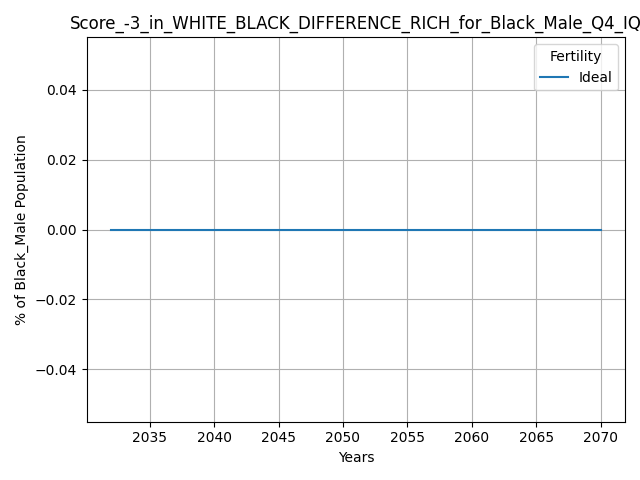 Score_-3_in_WHITE_BLACK_DIFFERENCE_RICH_for_Black_Male_Q4_IQ
Fertility
Ideal
% of Black_Male Population
0.04
0.02
0.00
−0.02
−0.04
2035 2040 2045 2050 2055 2060 2065 2070
Years